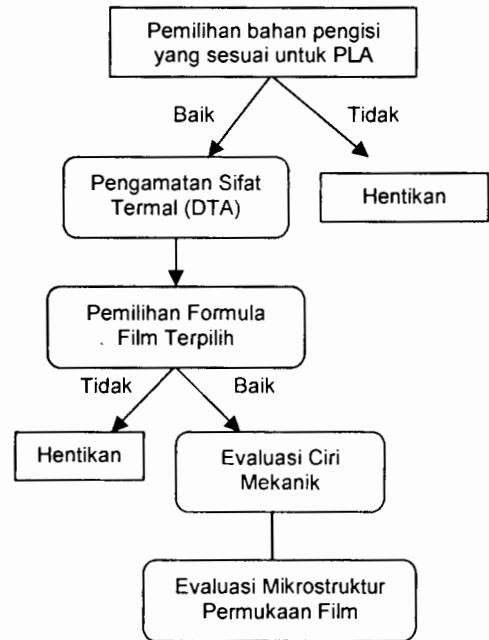 Pemilihan bahan pengisi
yang sesuai untuk PLA
Baik
Tidak
Pengamatan Sifat
Termal (DTA)
Hentikan
Pemilihan Formula
Film Terpilih
Tidak
Baik
Hentikan
Evaluasi Ciri
Mekanik
Evaluasi Mikrostruktur
Permukaan Film